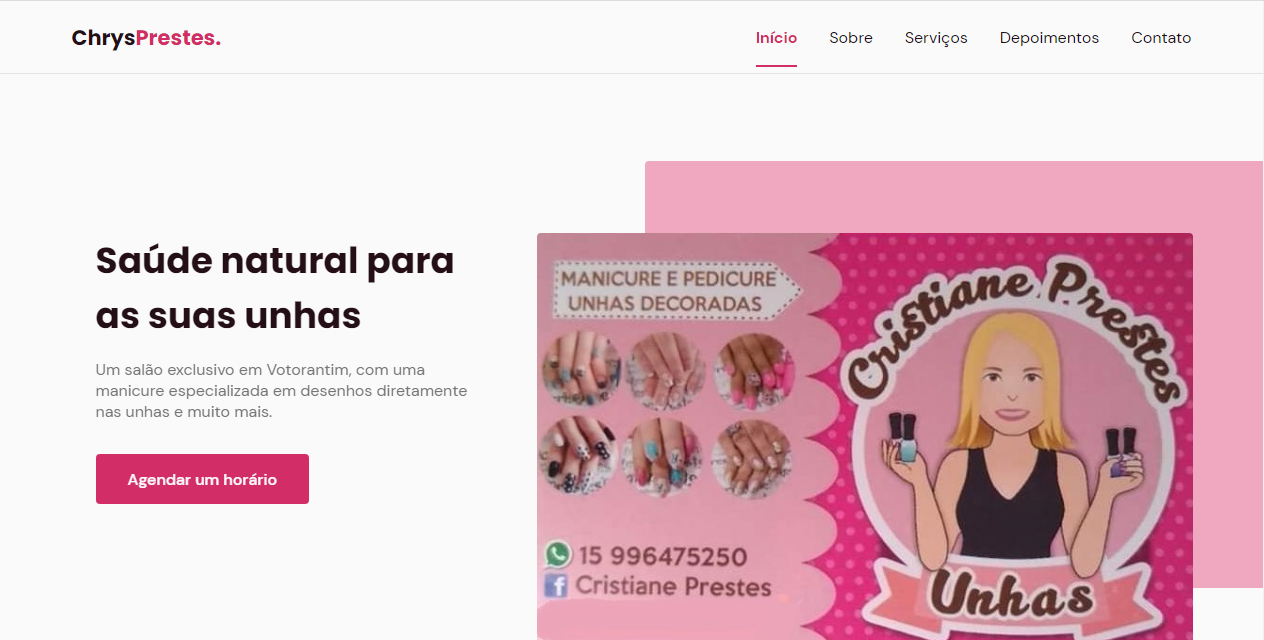 ChrysPrestes.
Início Sobre Serviços Depoimentos Contato
Saúde natural para
as suas unhas
Um salão exclusivo em Votorantim, com uma
manicure especializada em desenhos diretamente
nas unhas e muito mais.
Agendar um horário
MANICURE E PEDICURE
UNHAS DECORADAS
15 996475250
Cristiane Prestes
Cristiane Prestes
Unhas